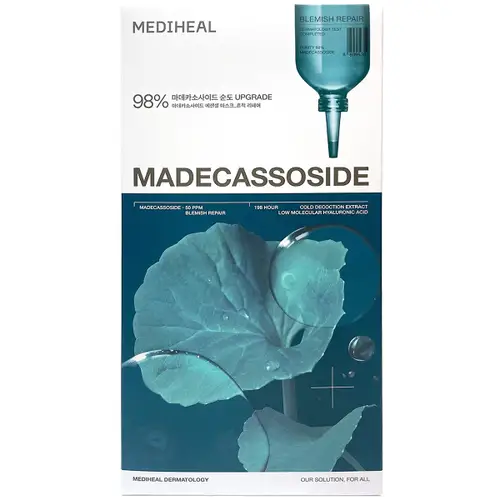 MEDIHEAL
BLEMISH REPAIR
98% 마데카소사이드 순도 UPGRADE
마데카소사이드 에센셜 마스크_흔적 리페어
MADECASSOSIDE
MADECASSOSIDE - 50 PPM
BLEMISH REPAIR
196 HOUR
COLD DECOCTION EXTRACT
LOW MOLECULAR HYALURONIC ACID
MEDIHEAL DERMATOLOGY
OUR SOLUTION, FOR ALL